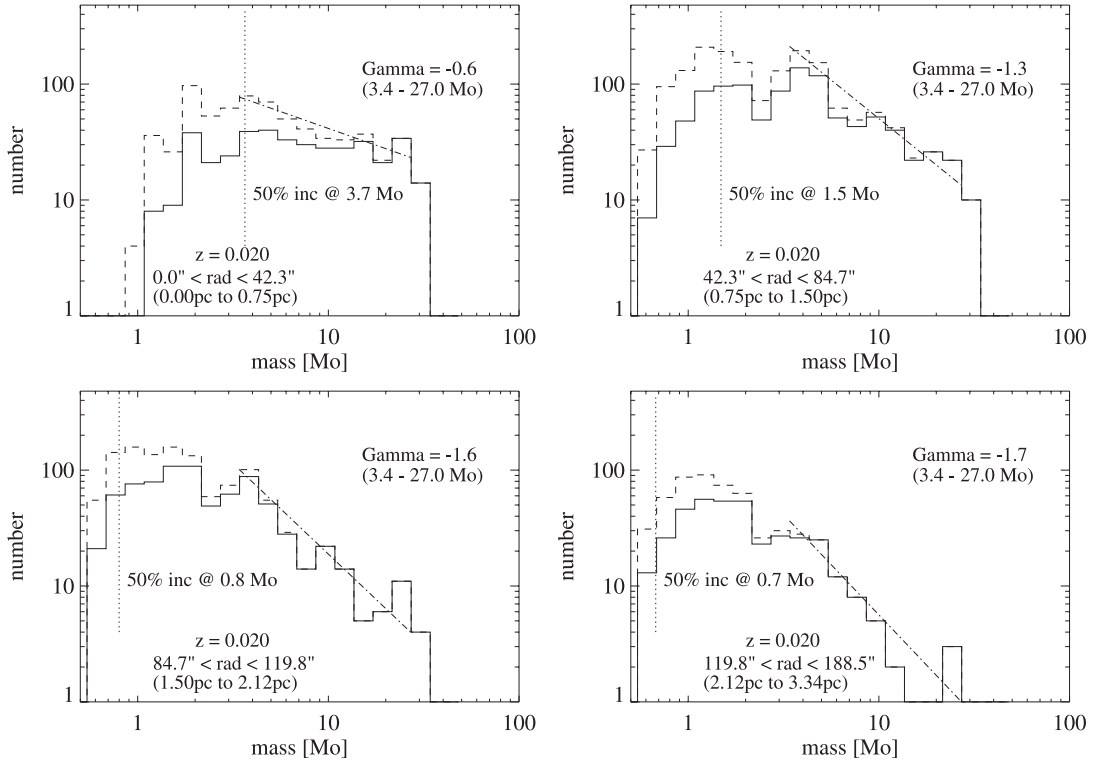 100
10
1
number
Gamma = -0.6
(3.4 - 27.0 Mo)
50% inc @ 3.7 Mo
z = 0.020
0.0" < rad < 42.3"
(0.00pc to 0.75pc)
1 10 100
mass [Mo]
100
10
1
number
Gamma = -1.3
(3.4 - 27.0 Mo)
50% inc @ 1.5 Mo
z = 0.020
42.3" < rad < 84.7"
(0.75pc to 1.50pc)
1 10 100
mass [Mo]
100
10
1
number
Gamma = -1.6
(3.4 - 27.0 Mo)
50% inc @ 0.8 Mo
z = 0.020
84.7" < rad < 119.8"
(1.50pc to 2.12pc)
1 10 100
mass [Mo]
100
10
1
number
Gamma = -1.7
(3.4 - 27.0 Mo)
50% inc @ 0.7 Mo
z = 0.020
119.8" < rad < 188.5"
(2.12pc to 3.34pc)
1 10 100
mass [Mo]